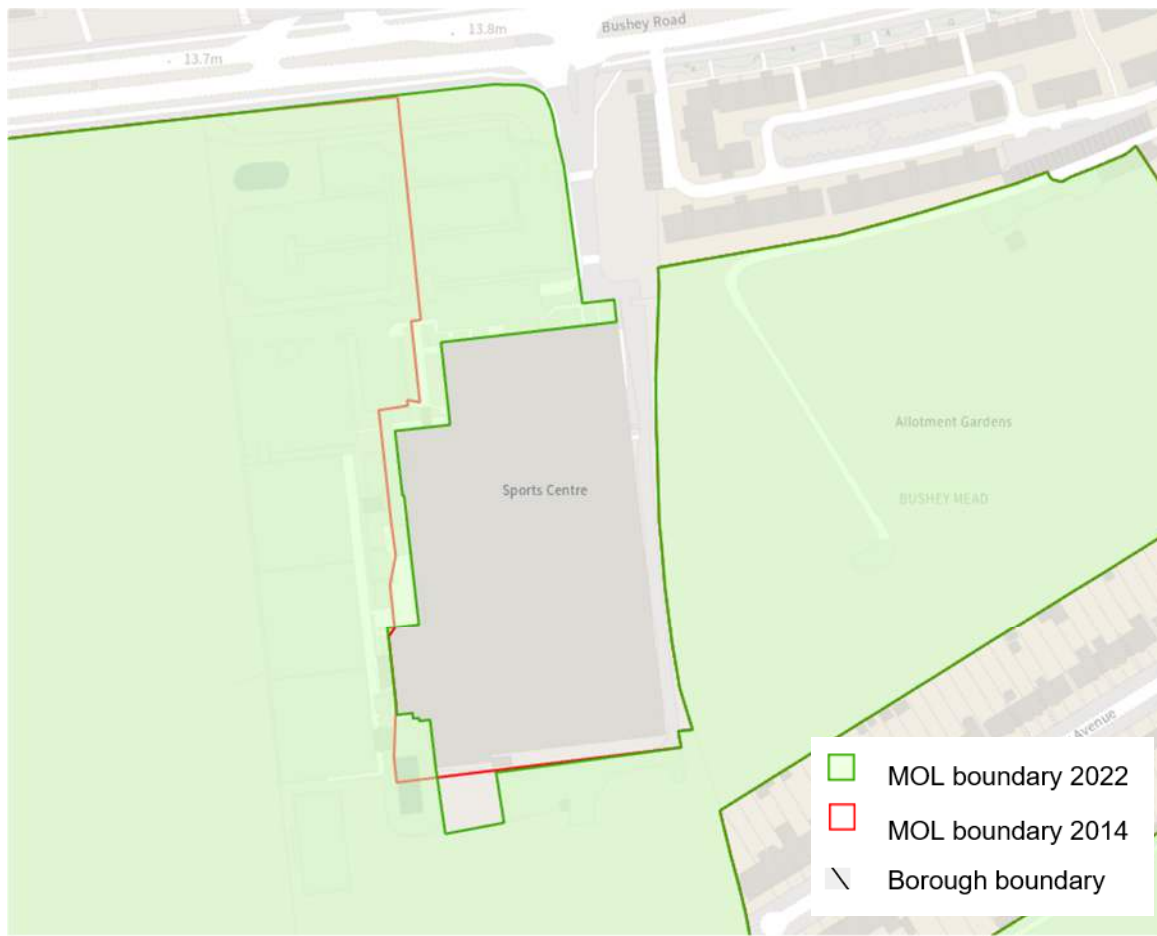 Bushey Road
13.8m
13.7m
Allotment Gardens
Sports Centre
BUSHEY MEAD
Avenue
MOL boundary 2022
MOL boundary 2014
Borough boundary